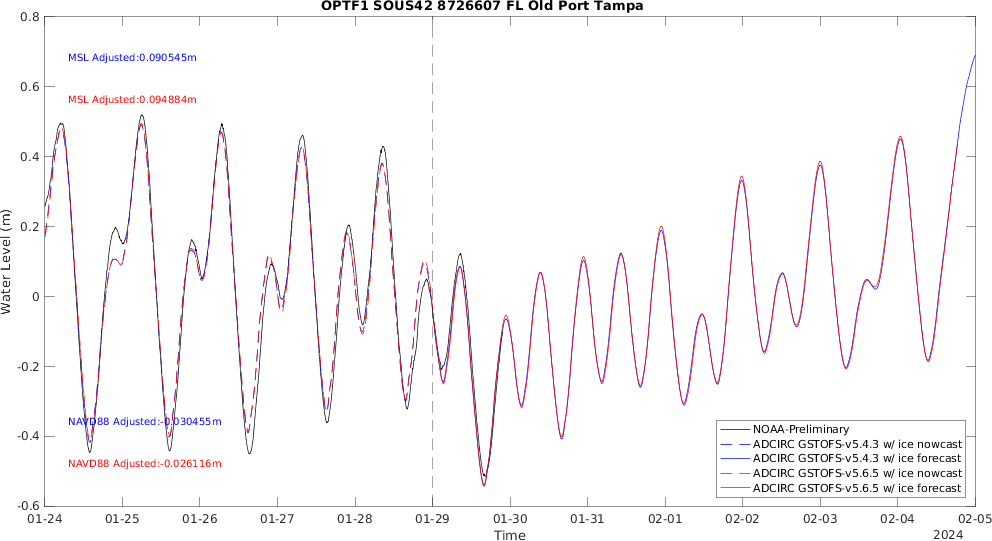 OPTF1 SOUS42 8726607 FL Old Port Tampa
0.8
0.6
0.4
0.2
0
-0.2
-0.4
-0.6
Water Level (m)
MSL Adjusted:0.090545m
MSL Adjusted:0.094884m
NAVD88 Adjusted:-0.030455m
NAVD88 Adjusted:-0.026116m
NOAA-Preliminary
ADCIRC GSTOFS-v5.4.3 w/ ice nowcast
ADCIRC GSTOFS-v5.4.3 w/ ice forecast
ADCIRC GSTOFS-v5.6.5 w/ ice nowcast
ADCIRC GSTOFS-v5.6.5 w/ ice forecast
01-24 01-25 01-26 01-27 01-28 01-29 01-30 01-31 02-01 02-02 02-03 02-04 02-05
Time
2024